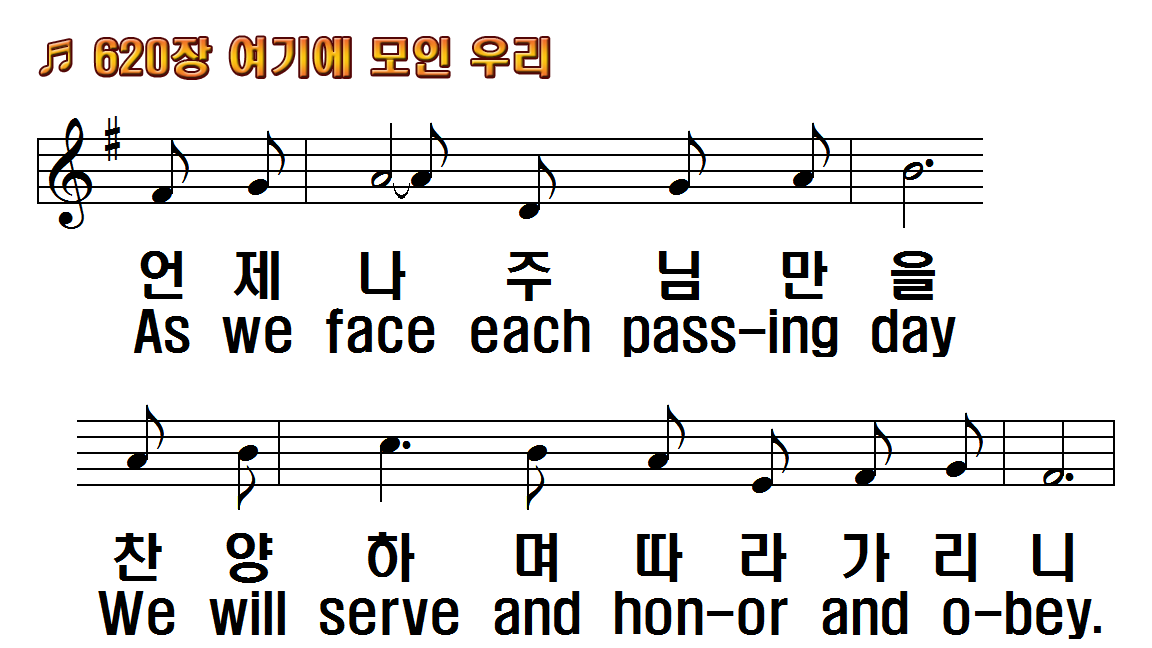 620장 여기에 모인 우리
언 제 나 주 님 만 을
As we face each pass-ing day
찬 양 하 며 따 라 가 리 니
We will serve and hon-or and o-bey.